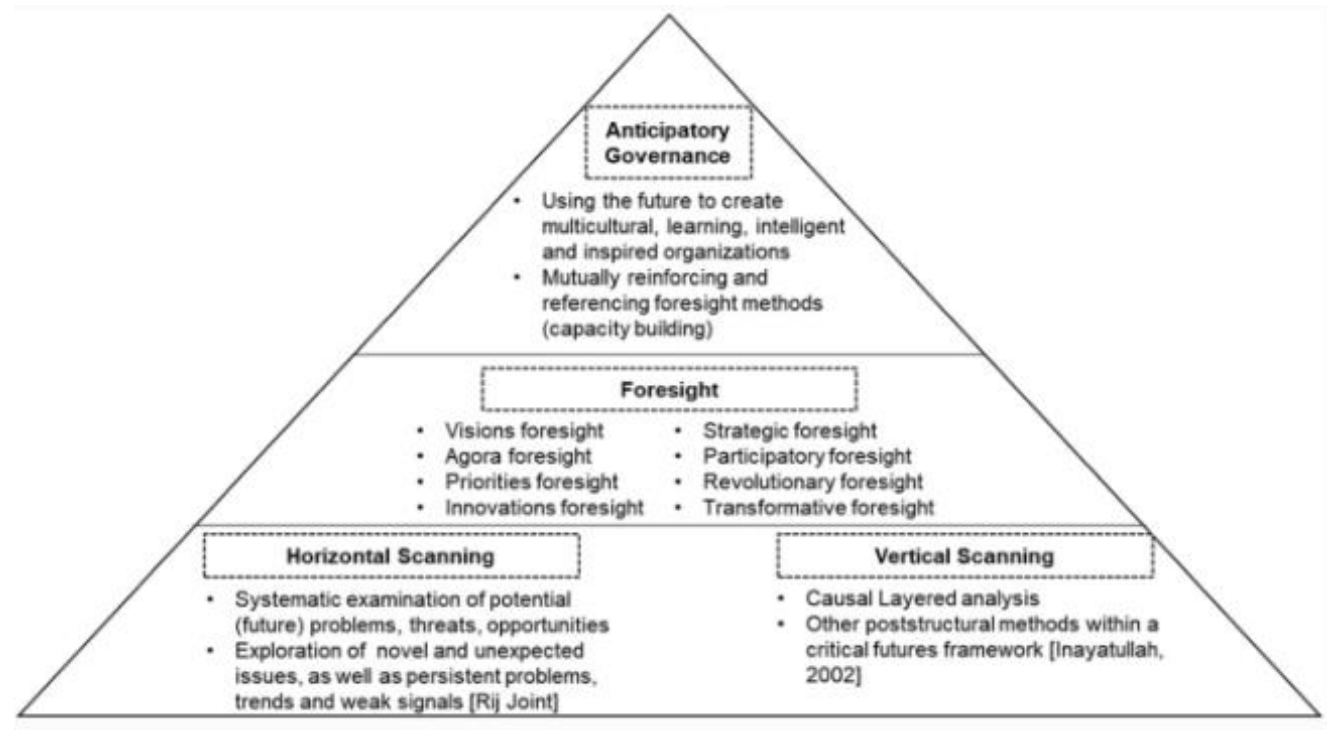 Anticipatory
Governance
• Using the future to create
multicultural, learning, intelligent
and inspired organizations
• Mutually reinforcing and
referencing foresight methods
(capacity building)
Foresight
• Visions foresight
• Agora foresight
• Priorities foresight
• Innovations foresight
• Strategic foresight
• Participatory foresight
• Revolutionary foresight
• Transformative foresight
Horizontal Scanning
• Systematic examination of potential
(future) problems, threats, opportunities
• Exploration of novel and unexpected
issues, as well as persistent problems,
trends and weak signals [Rij Joint]
Vertical Scanning
• Causal Layered analysis
• Other poststructural methods within a
critical futures framework [Inayatullah,
2002]